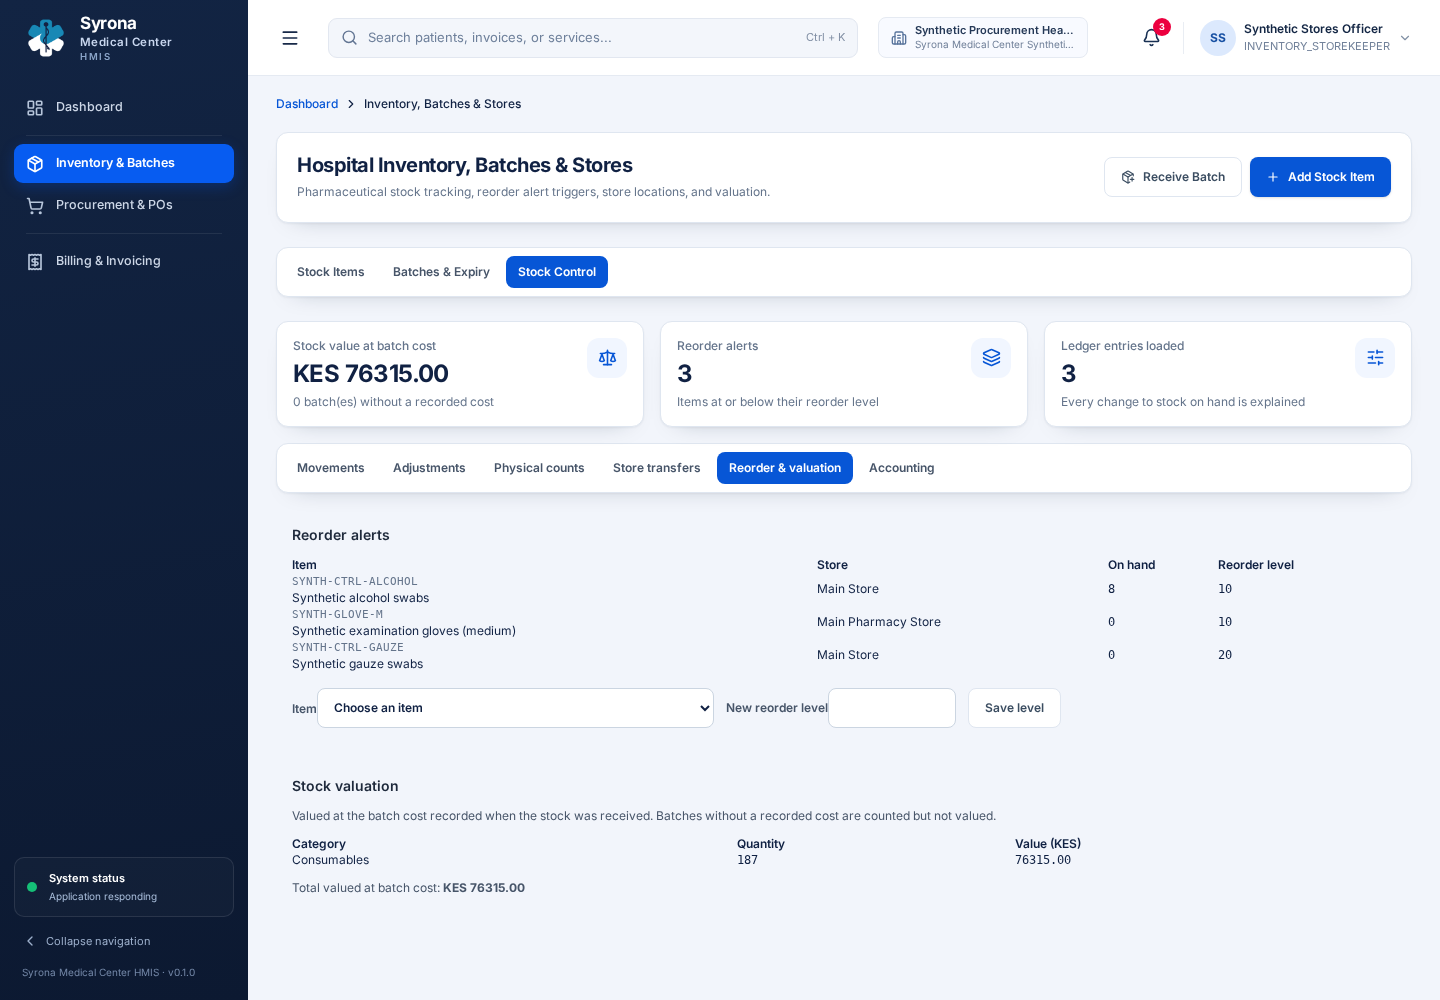 Syrona
Medical Center
HMIS
Dashboard
Inventory & Batches
Procurement & POs
Billing & Invoicing
System status
Application responding
Collapse navigation
Syrona Medical Center HMIS · v0.1.0
Search patients, invoices, or services...
Ctrl + K
Synthetic Procurement Hea...
Syrona Medical Center Syntheti...
3
SS
Synthetic Stores Officer
INVENTORY_STOREKEEPER
Dashboard > Inventory, Batches & Stores
Hospital Inventory, Batches & Stores
Pharmaceutical stock tracking, reorder alert triggers, store locations, and valuation.
Receive Batch
Add Stock Item
Stock Items Batches & Expiry Stock Control
Stock value at batch cost
KES 76315.00
0 batch(es) without a recorded cost
Reorder alerts
3
Items at or below their reorder level
Ledger entries loaded
3
Every change to stock on hand is explained
Movements Adjustments Physical counts Store transfers Reorder & valuation Accounting
Reorder alerts
Item Store On hand Reorder level
SYNTH-CTRL-ALCOHOL
Synthetic alcohol swabs Main Store 8 10
SYNTH-GLOVE-M
Synthetic examination gloves (medium) Main Pharmacy Store 0 10
SYNTH-CTRL-GAUZE
Synthetic gauze swabs Main Store 0 20
Item Choose an item New reorder level Save level
Stock valuation
Valued at the batch cost recorded when the stock was received. Batches without a recorded cost are counted but not valued.
Category Quantity Value (KES)
Consumables 187 76315.00
Total valued at batch cost: KES 76315.00